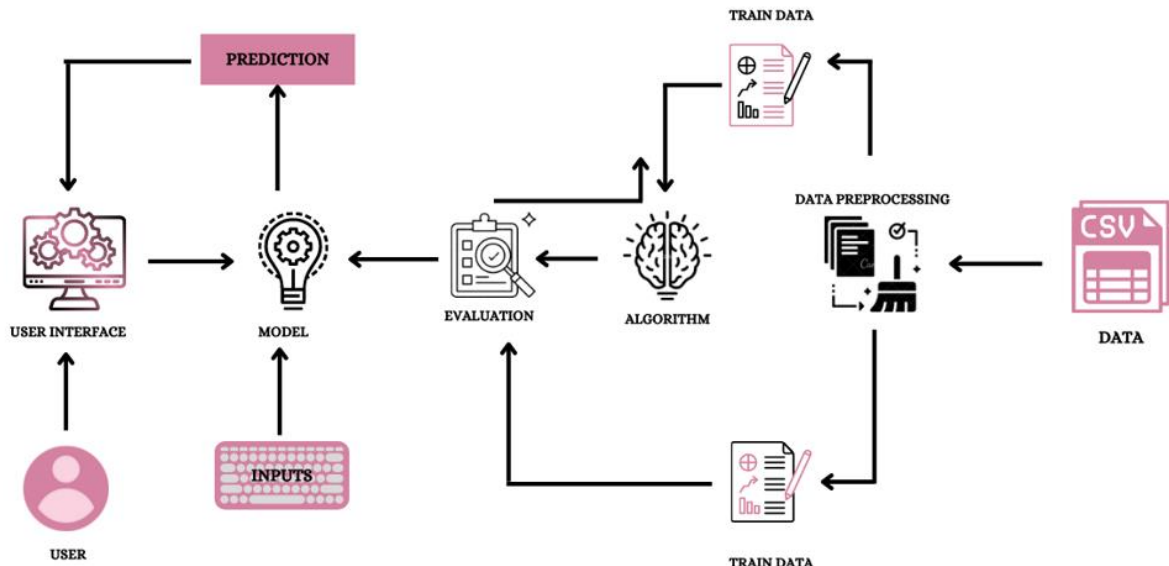 TRAIN DATA
PREDICTION
DATA PREPROCESSING
CSV
USER INTERFACE
MODEL
EVALUATION
ALGORITHM
DATA
INPUTS
USER
TRAIN DATA